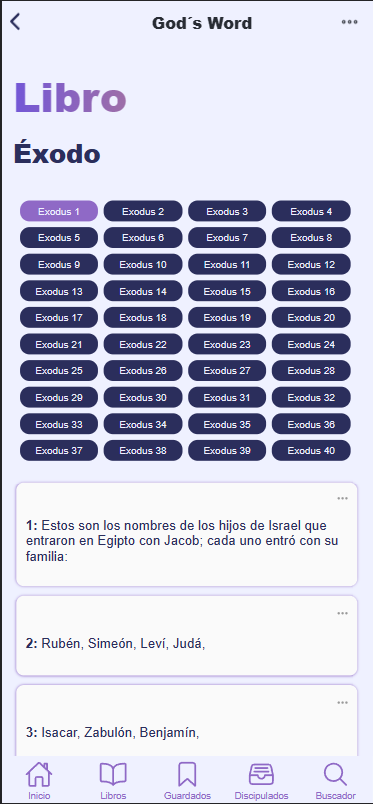 God´s Word
Libro
Éxodo
Exodus 1 Exodus 2 Exodus 3 Exodus 4
Exodus 5 Exodus 6 Exodus 7 Exodus 8
Exodus 9 Exodus 10 Exodus 11 Exodus 12
Exodus 13 Exodus 14 Exodus 15 Exodus 16
Exodus 17 Exodus 18 Exodus 19 Exodus 20
Exodus 21 Exodus 22 Exodus 23 Exodus 24
Exodus 25 Exodus 26 Exodus 27 Exodus 28
Exodus 29 Exodus 30 Exodus 31 Exodus 32
Exodus 33 Exodus 34 Exodus 35 Exodus 36
Exodus 37 Exodus 38 Exodus 39 Exodus 40
1: Estos son los nombres de los hijos de Israel que
entraron en Egipto con Jacob; cada uno entró con su
familia:
2: Rubén, Simeón, Leví, Judá,
3: Isacar, Zabulón, Benjamín,
Inicio Libros Guardados Discipulados Buscador